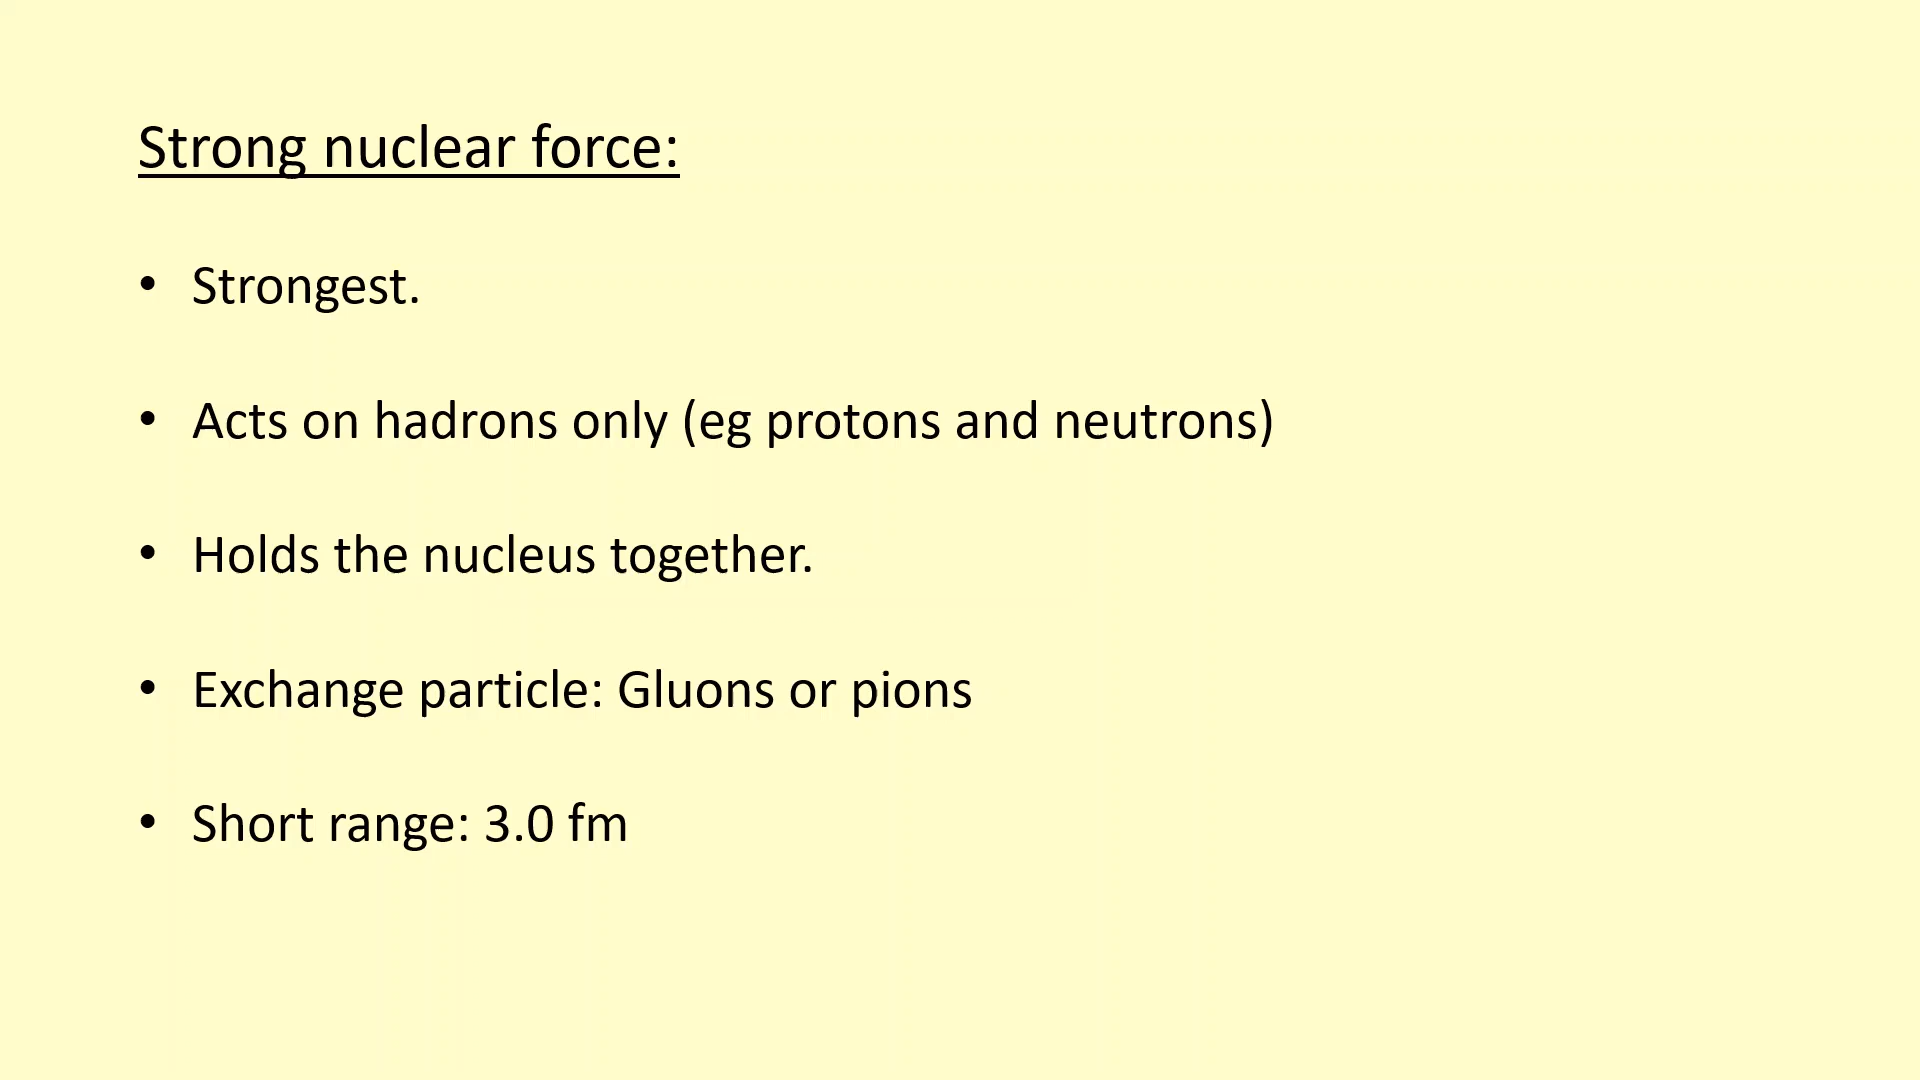 Strong nuclear force:
• Strongest.
• Acts on hadrons only (eg protons and neutrons)
• Holds the nucleus together.
• Exchange particle: Gluons or pions
• Short range: 3.0 fm